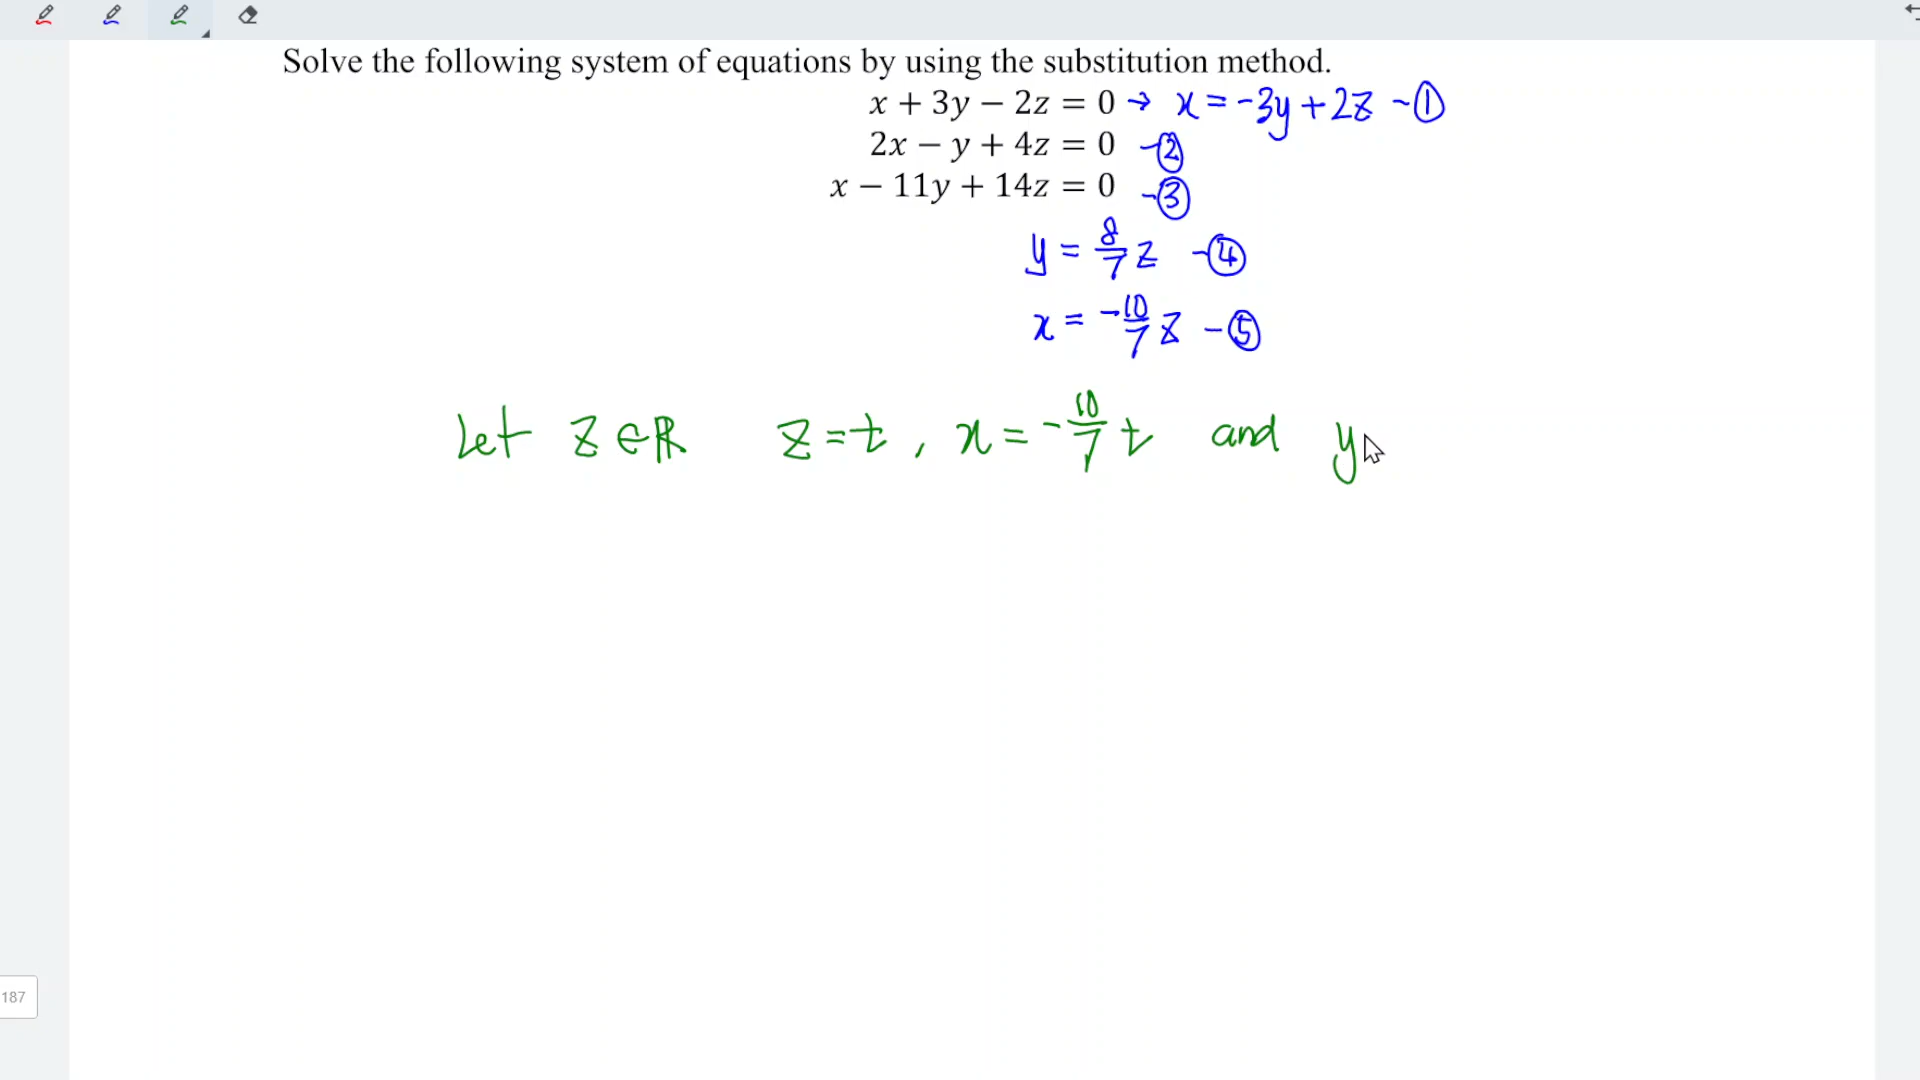 Solve the following system of equations by using the substitution method.
x + 3y − 2z = 0 → x = -3y + 2z -①
2x − y + 4z = 0 -②
x − 11y + 14z = 0 -③
y = 8/7 z -④
x = -10/7 z -⑤
Let z ∈ ℝ z = t , x = -10/7 t and y
187